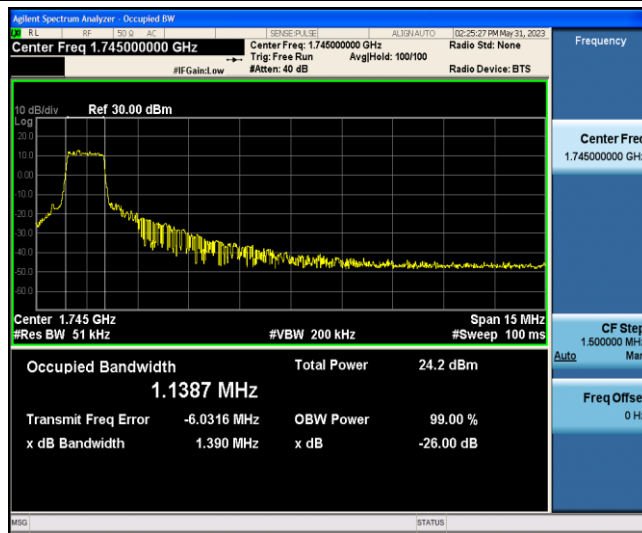 Agilent Spectrum Analyzer - Occupied BW
RL RF 50 Ω AC SENSE:PULSE ALIGNAUTO 02:25:27 PM May 31, 2023
Center Freq 1.745000000 GHz
Center Freq: 1.745000000 GHz Radio Std: None
Trig: Free Run Avg|Hold: 100/100
#IFGain:Low #Atten: 40 dB Radio Device: BTS
Frequency
10 dB/div Ref 30.00 dBm
Log
20.0
10.0
0.00
-10.0
-20.0
-30.0
-40.0
-50.0
-60.0
Center 1.745 GHz Span 15 MHz
#Res BW 51 kHz #VBW 200 kHz #Sweep 100 ms
Occupied Bandwidth Total Power 24.2 dBm
1.1387 MHz
Transmit Freq Error -6.0316 MHz OBW Power 99.00 %
x dB Bandwidth 1.390 MHz x dB -26.00 dB
Center Freq
1.745000000 GHz
CF Step
1.500000 MHz
Auto Man
Freq Offse
0 Hz
MSG STATUS